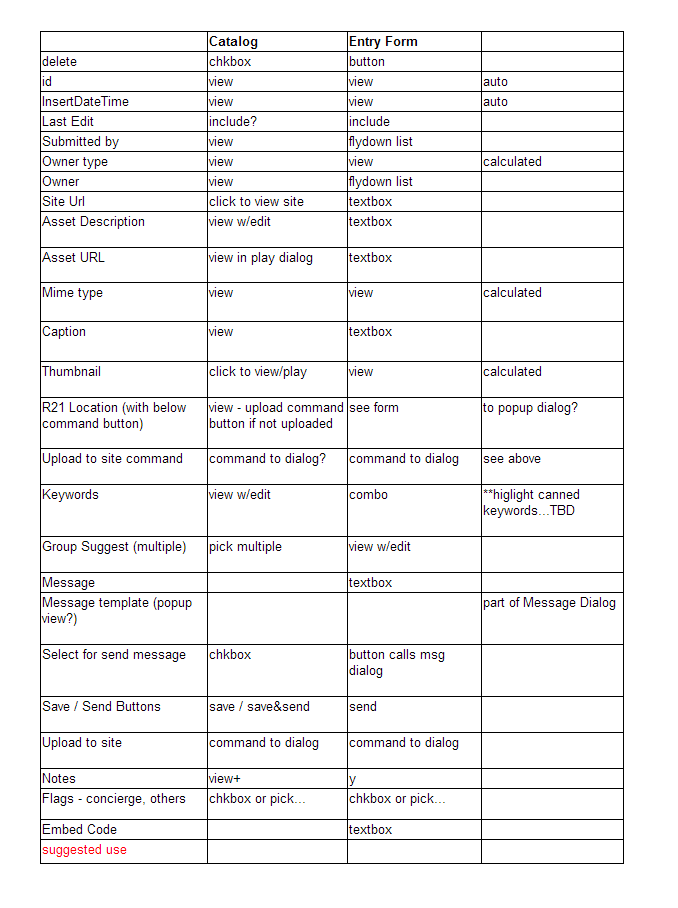 Catalog Entry Form
delete chkbox button
id view view auto
InsertDateTime view view auto
Last Edit include? include
Submitted by view flydown list
Owner type view view calculated
Owner view flydown list
Site Url click to view site textbox
Asset Description view w/edit textbox
Asset URL view in play dialog textbox
Mime type view view calculated
Caption view textbox
Thumbnail click to view/play view calculated
R21 Location (with below view - upload command see form to popup dialog?
command button) button if not uploaded
Upload to site command command to dialog? command to dialog see above
Keywords view w/edit combo **higlight canned
keywords...TBD
Group Suggest (multiple) pick multiple view w/edit
Message textbox
Message template (popup part of Message Dialog
view?)
Select for send message chkbox button calls msg
dialog
Save / Send Buttons save / save&send send
Upload to site command to dialog command to dialog
Notes view+ y
Flags - concierge, others chkbox or pick... chkbox or pick...
Embed Code textbox
suggested use